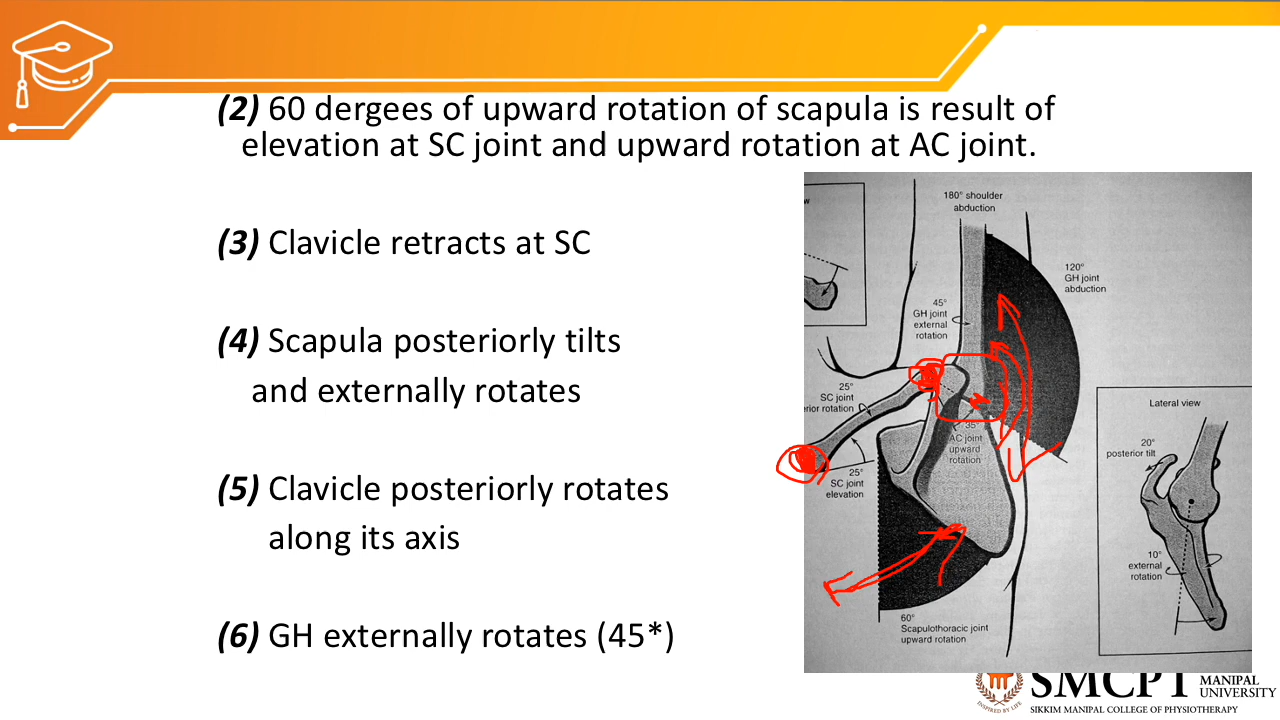 (2) 60 dergees of upward rotation of scapula is result of
elevation at SC joint and upward rotation at AC joint.
(3) Clavicle retracts at SC
(4) Scapula posteriorly tilts
and externally rotates
(5) Clavicle posteriorly rotates
along its axis
(6) GH externally rotates (45*)
180° shoulder
abduction
120°
GH joint
abduction
45°
GH joint
external
rotation
25°
SC joint
rotation
35°
AC joint
upward
rotation
25°
SC joint
elevation
60°
Scapulothoracic joint
upward rotation
Lateral view
20°
posterior tilt
10°
external
rotation
INSPIRED BY LIFE
SMCPT
MANIPAL
UNIVERSITY
SIKKIM MANIPAL COLLEGE OF PHYSIOTHERAPY